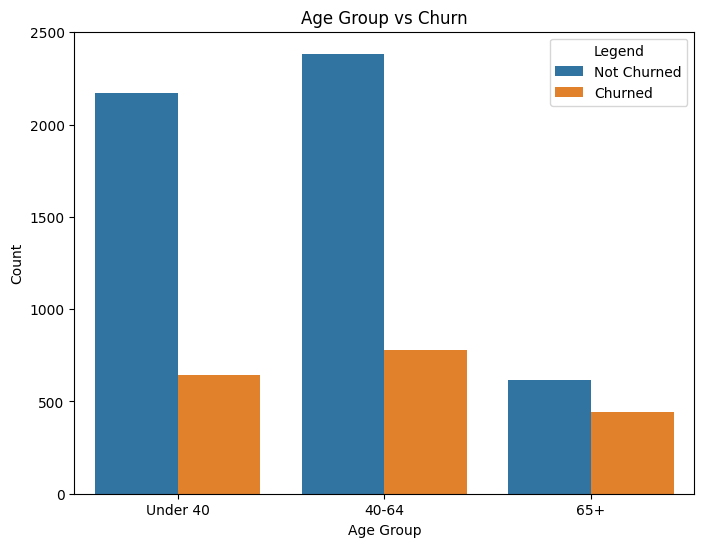 Age Group vs Churn
2500
2000
1500
1000
500
0
Count
Legend
Not Churned
Churned
Under 40
40-64
65+
Age Group